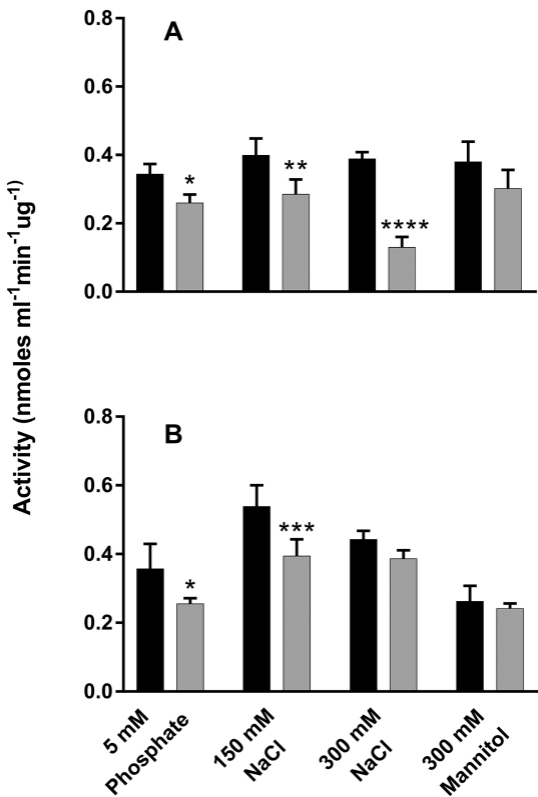 Activity (nmoles ml⁻¹min⁻¹ug⁻¹)
A
0.8
0.6
0.4
0.2
0.0
*
**
****
B
0.8
0.6
0.4
0.2
0.0
*
***
5 mM
Phosphate
150 mM
NaCl
300 mM
NaCl
300 mM
Mannitol